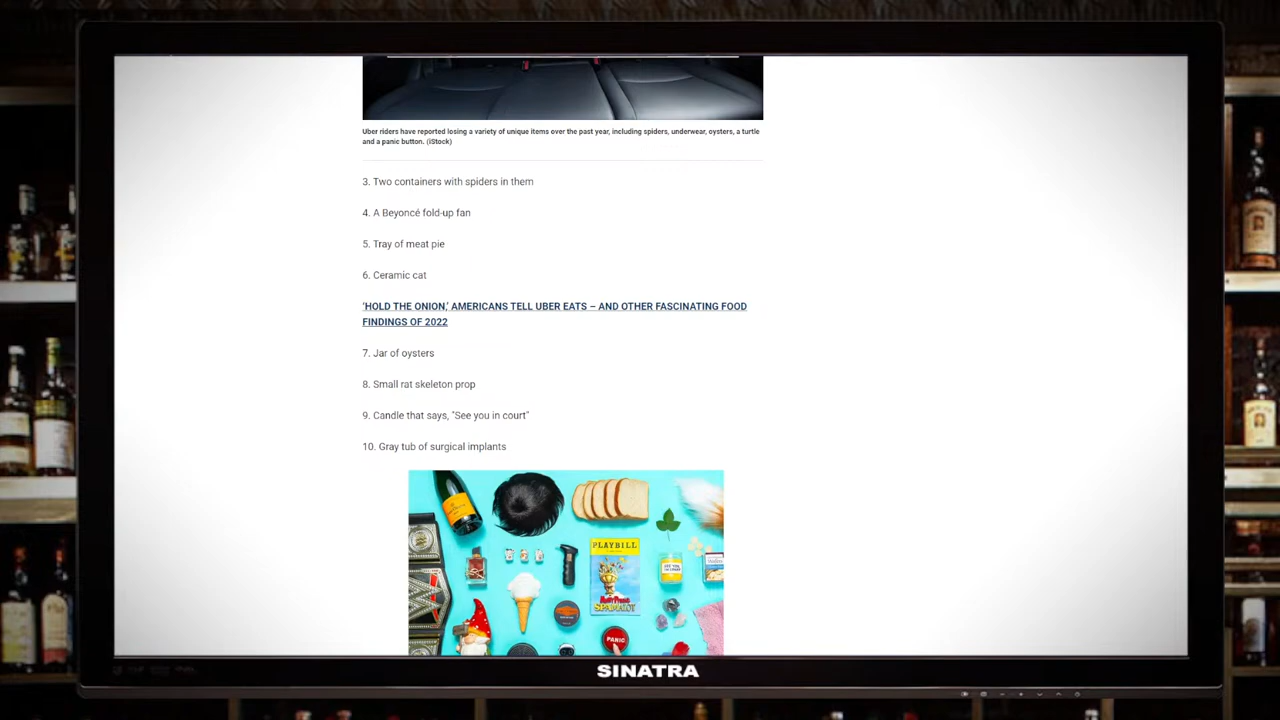 Uber riders have reported losing a variety of unique items over the past year, including spiders, underwear, oysters, a turtle
and a panic button. (iStock)
3. Two containers with spiders in them
4. A Beyoncé fold-up fan
5. Tray of meat pie
6. Ceramic cat
‘HOLD THE ONION,’ AMERICANS TELL UBER EATS – AND OTHER FASCINATING FOOD
FINDINGS OF 2022
7. Jar of oysters
8. Small rat skeleton prop
9. Candle that says, "See you in court"
10. Gray tub of surgical implants
PLAYBILL
SPAMALOT
PANIC
SINATRA